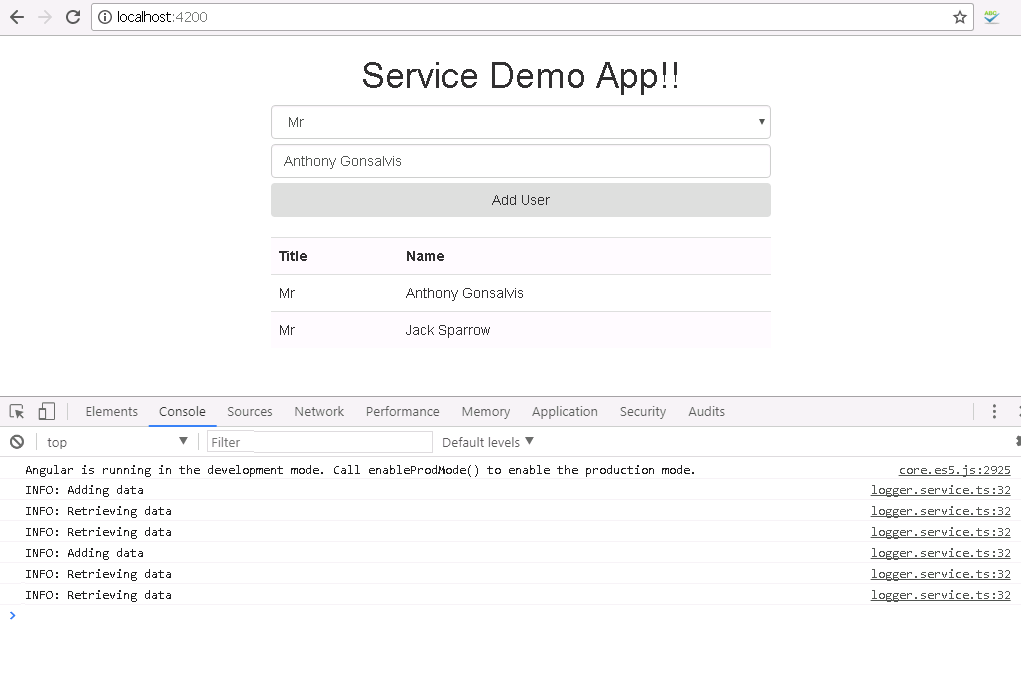 localhost:4200
ABC
Service Demo App!!
Mr
Anthony Gonsalvis
Add User
Title Name
Mr Anthony Gonsalvis
Mr Jack Sparrow
Elements Console Sources Network Performance Memory Application Security Audits
top Filter Default levels
Angular is running in the development mode. Call enableProdMode() to enable the production mode. core.es5.js:2925
INFO: Adding data logger.service.ts:32
INFO: Retrieving data logger.service.ts:32
INFO: Retrieving data logger.service.ts:32
INFO: Adding data logger.service.ts:32
INFO: Retrieving data logger.service.ts:32
INFO: Retrieving data logger.service.ts:32